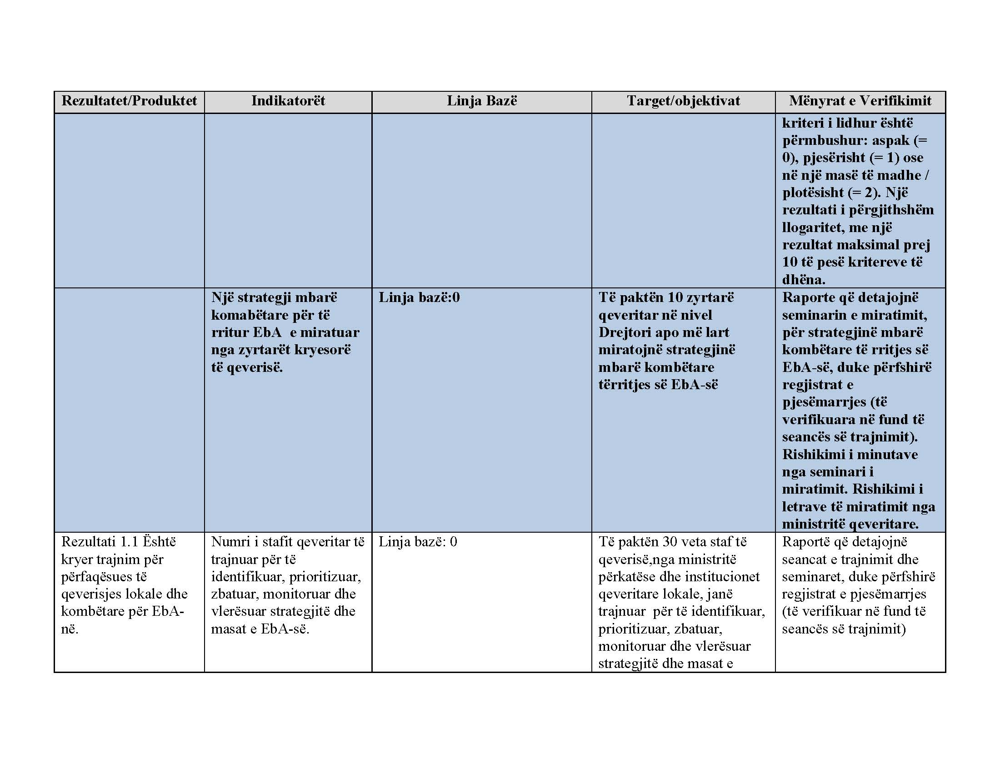 Rezultatet/Produktet
Indikatorët
Linja Bazë
Target/objektivat
Mënyrat e Verifikimit
kriteri i lidhur është
përmbushur: aspak (=
0), pjesërisht (= 1) ose
në një masë të madhe /
plotësisht (= 2). Një
rezultati i përgjithshëm
llogaritet, me një
rezultat maksimal prej
10 të pesë kritereve të
dhëna.
Një strategji mbarë
komabëtare për të
rritur EbA  e miratuar
nga zyrtarët kryesorë
të qeverisë.
Linja bazë:0
Të paktën 10 zyrtarë
qeveritar në nivel
Drejtori apo më lart
miratojnë strategjinë
mbarë kombëtare
tërritjes së EbA-së
Raporte që detajojnë
seminarin e miratimit,
për strategjinë mbarë
kombëtare të rritjes së
EbA-së, duke përfshirë
regjistrat e
pjesëmarrjes (të
verifikuara në fund të
seancës së trajnimit).
Rishikimi i minutave
nga seminari i
miratimit. Rishikimi i
letrave të miratimit nga
ministritë qeveritare.
Rezultati 1.1 Është
kryer trajnim për
përfaqësues të
qeverisjes lokale dhe
kombëtare për EbA-
në.
Numri i stafit qeveritar të
trajnuar për të
identifikuar, prioritizuar,
zbatuar, monitoruar dhe
vlerësuar strategjitë dhe
masat e EbA-së.
Linja bazë: 0
Të paktën 30 veta staf të
qeverisë,nga ministritë
përkatëse dhe institucionet
qeveritare lokale, janë
trajnuar  për të identifikuar,
prioritizuar, zbatuar,
monitoruar dhe vlerësuar
strategjitë dhe masat e
Raportë që detajojnë
seancat e trajnimit dhe
seminaret, duke përfshirë
regjistrat e pjesëmarrjes
(të verifikuar në fund të
seancës së trajnimit)